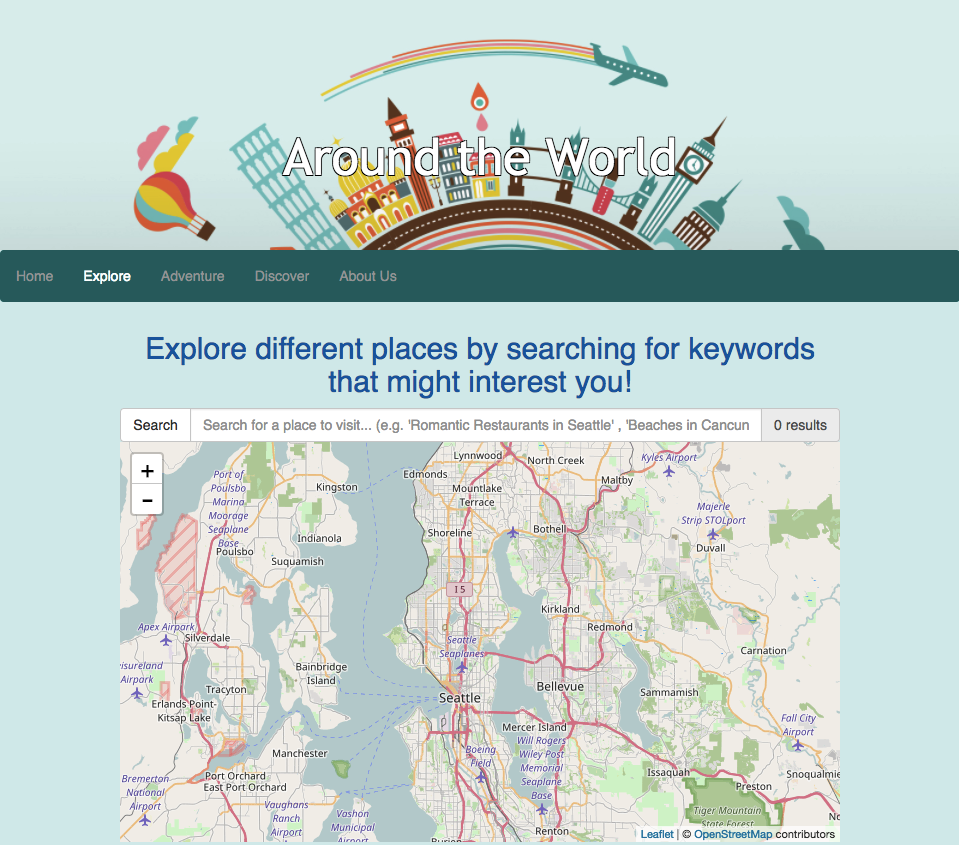 Around the World
Home Explore Adventure Discover About Us
Explore different places by searching for keywords
that might interest you!
Search Search for a place to visit... (e.g. 'Romantic Restaurants in Seattle' , 'Beaches in Cancun 0 results
+
-
Lynnwood
North Creek
Kyles Airport
Edmonds
Maltby
Port of
Poulsbo
Marina
Moorage
Seaplane
Base
Kingston
Mountlake
Terrace
Majerle
Strip STOLport
Shoreline
Bothell
Indianola
Poulsbo
Duvall
Suquamish
15
Kirkland
Apex Airpark
Silverdale
Redmond
Seattle
Seaplanes
Carnation
Bainbridge
Island
isureland
Airpark
Tracyton
Bellevue
Sammamish
Seattle
Erlands Point-
Kitsap Lake
Fall City
Airport
Mercer Island
Will Rogers
Wiley Post
Memorial
Seaplane
Base
Manchester
Boeing
Field
Issaquah
Snoqualmie
Port Orchard
East Port Orchard
Bremerton
National
Airport
Preston
Vaughans
Ranch
Airport
Vashon
Municipal
Airport
Tiger Mountain
State Forest
Renton
Burien
Leaflet | © OpenStreetMap contributors